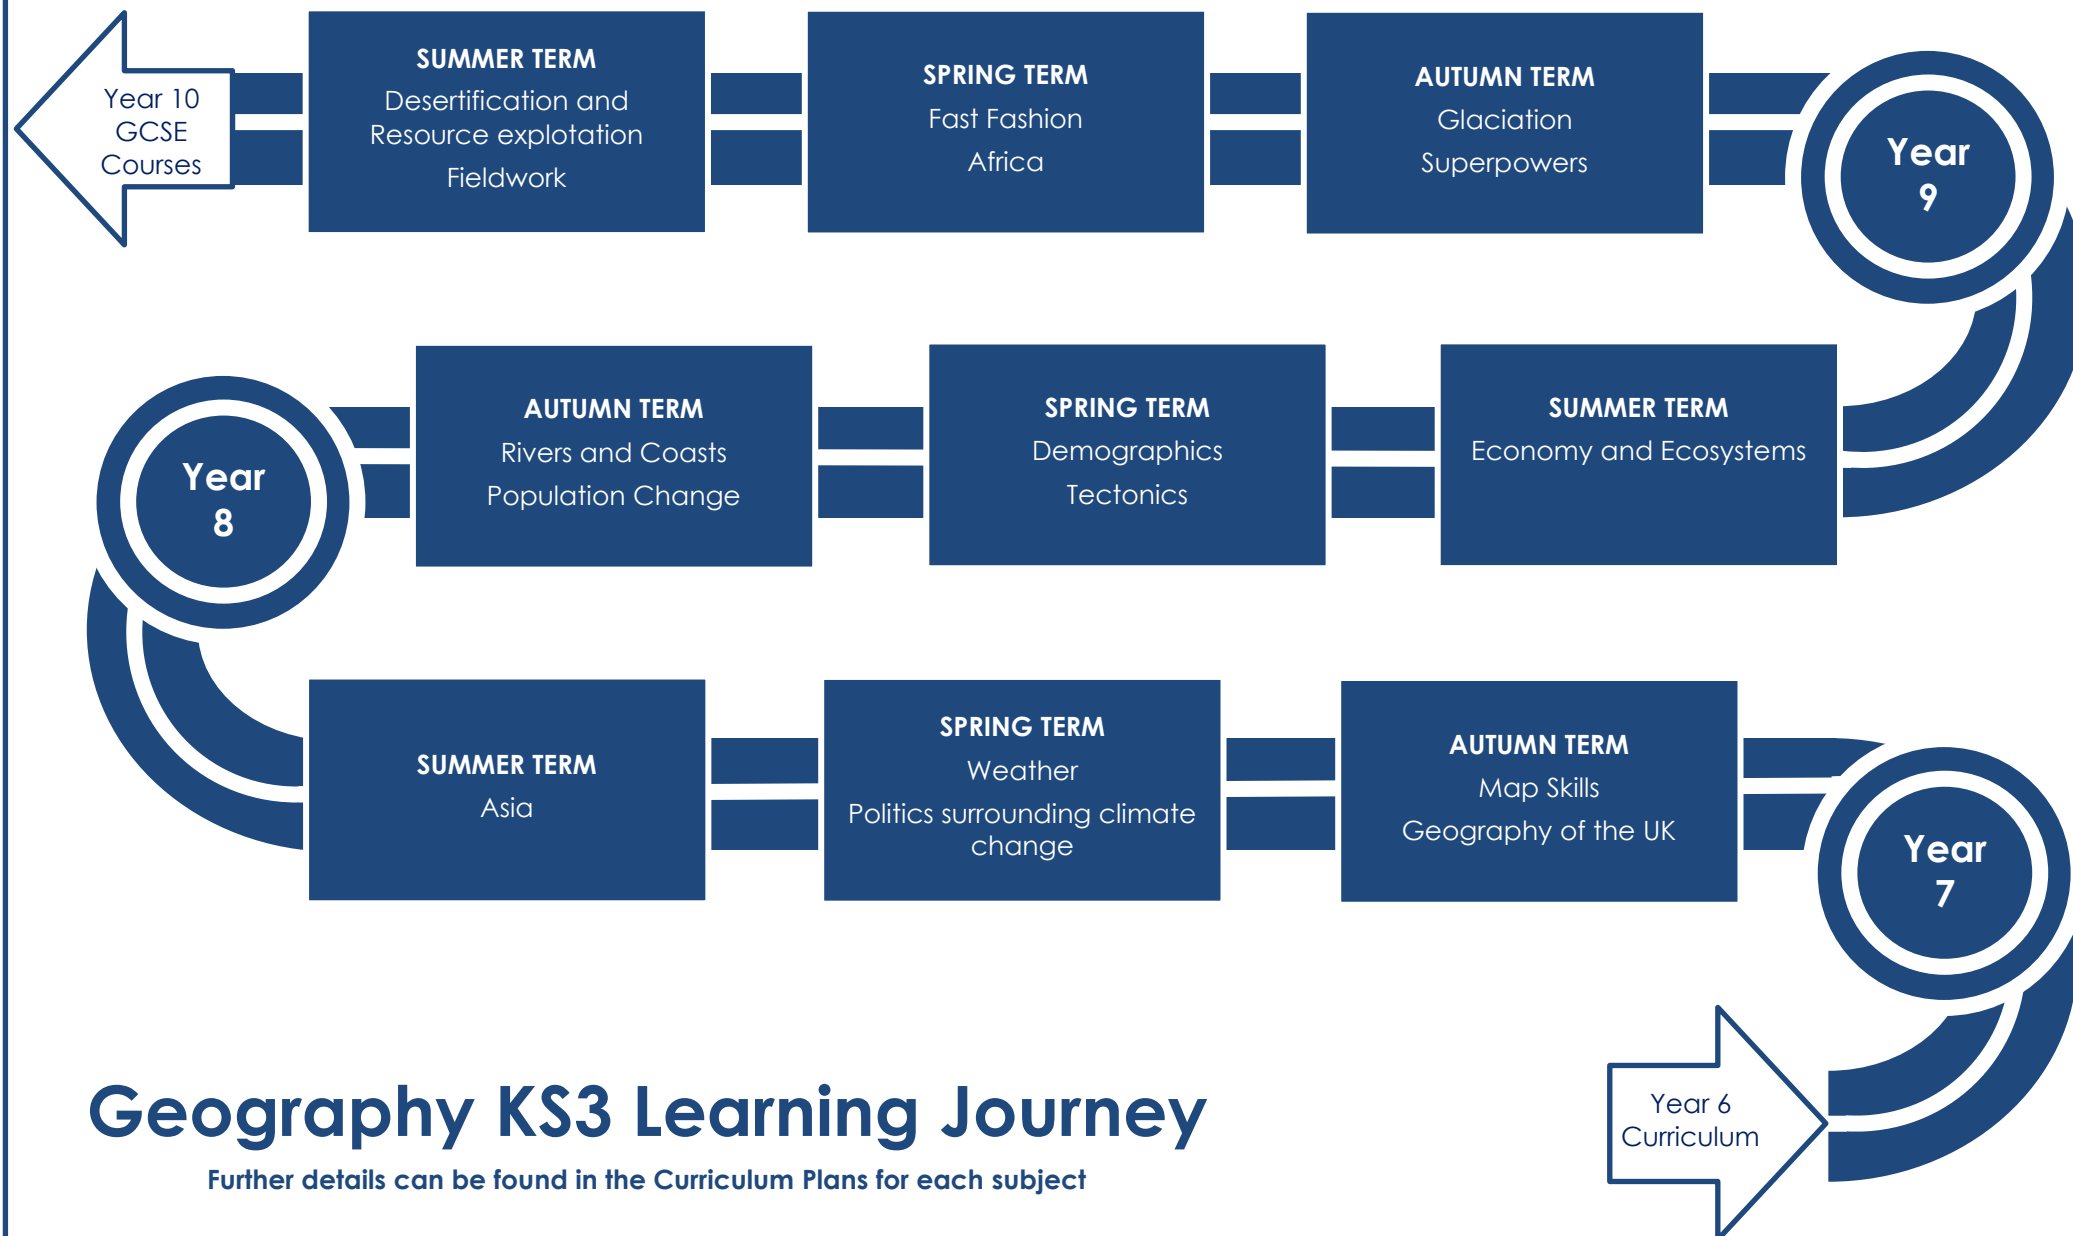 Year 10
GCSE
Courses
SUMMER TERM
Desertification and
Resource explotation
Fieldwork
SPRING TERM
Fast Fashion
Africa
AUTUMN TERM
Glaciation
Superpowers
Year
9
Year
8
AUTUMN TERM
Rivers and Coasts
Population Change
SPRING TERM
Demographics
Tectonics
SUMMER TERM
Economy and Ecosystems
SUMMER TERM
Asia
SPRING TERM
Weather
Politics surrounding climate
change
AUTUMN TERM
Map Skills
Geography of the UK
Year
7
Geography KS3 Learning Journey
Further details can be found in the Curriculum Plans for each subject
Year 6
Curriculum